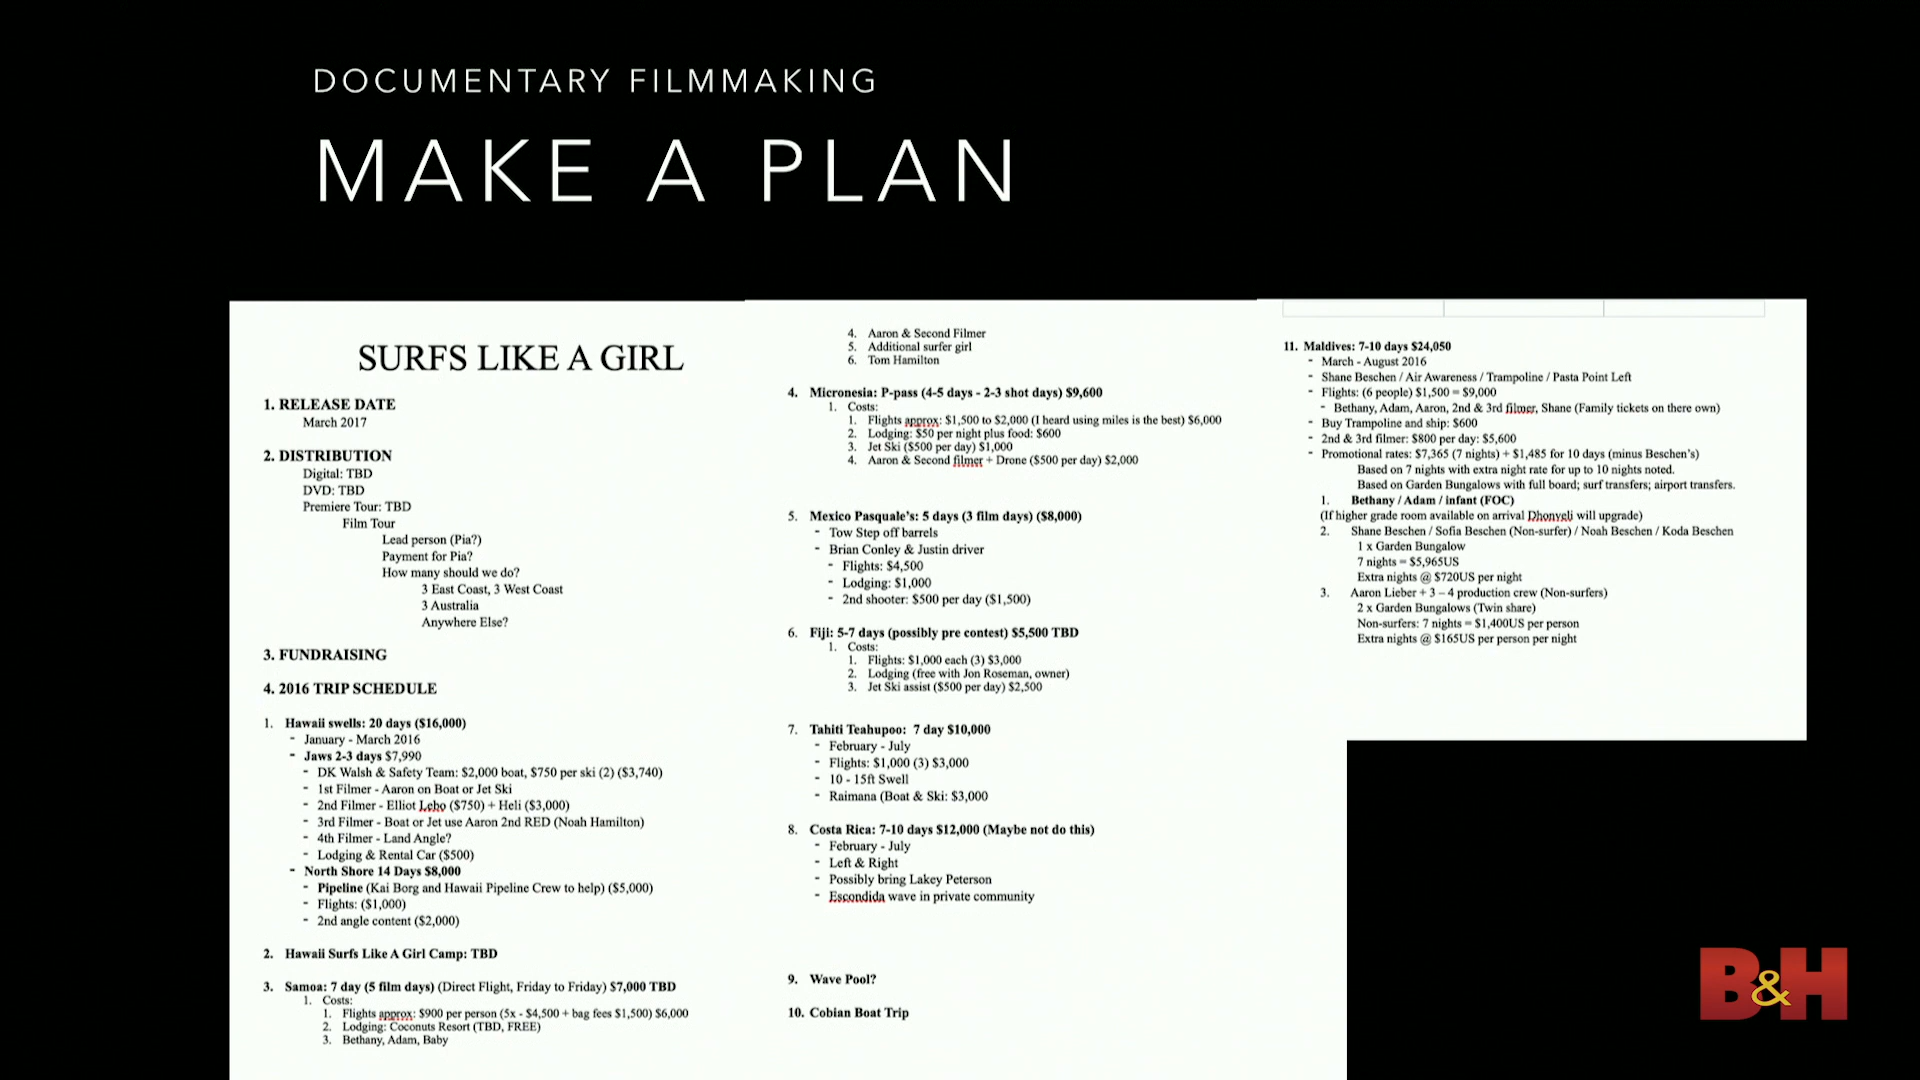 DOCUMENTARY FILMMAKING
MAKE A PLAN
SURFS LIKE A GIRL
1. RELEASE DATE
March 2017
2. DISTRIBUTION
Digital: TBD
DVD: TBD
Premiere Tour: TBD
Film Tour
Lead person (Pia?)
Payment for Pia?
How many should we do?
3 East Coast, 3 West Coast
3 Australia
Anywhere Else?
3. FUNDRAISING
4. 2016 TRIP SCHEDULE
1. Hawaii swells: 20 days ($16,000)
- January - March 2016
- Jaws 2-3 days $7,990
- DK Walsh & Safety Team: $2,000 boat, $750 per ski (2) ($3,740)
- 1st Filmer - Aaron on Boat or Jet Ski
- 2nd Filmer - Elliot Lebo ($750) + Heli ($3,000)
- 3rd Filmer - Boat or Jet use Aaron 2nd RED (Noah Hamilton)
- 4th Filmer - Land Angle?
- Lodging & Rental Car ($500)
- North Shore 14 Days $8,000
- Pipeline (Kai Borg and Hawaii Pipeline Crew to help) ($5,000)
- Flights: ($1,000)
- 2nd angle content ($2,000)
2. Hawaii Surfs Like A Girl Camp: TBD
3. Samoa: 7 day (5 film days) (Direct Flight, Friday to Friday) $7,000 TBD
1. Costs:
1. Flights approx: $900 per person (5x - $4,500 + bag fees $1,500) $6,000
2. Lodging: Coconuts Resort (TBD, FREE)
3. Bethany, Adam, Baby
4. Aaron & Second Filmer
5. Additional surfer girl
6. Tom Hamilton
4. Micronesia: P-pass (4-5 days - 2-3 shot days) $9,600
1. Costs:
1. Flights approx: $1,500 to $2,000 (I heard using miles is the best) $6,000
2. Lodging: $50 per night plus food: $600
3. Jet Ski ($500 per day) $1,000
4. Aaron & Second filmer + Drone ($500 per day) $2,000
5. Mexico Pasquale's: 5 days (3 film days) ($8,000)
- Tow Step off barrels
- Brian Conley & Justin driver
- Flights: $4,500
- Lodging: $1,000
- 2nd shooter: $500 per day ($1,500)
6. Fiji: 5-7 days (possibly pre contest) $5,500 TBD
1. Costs:
1. Flights: $1,000 each (3) $3,000
2. Lodging (free with Jon Roseman, owner)
3. Jet Ski assist ($500 per day) $2,500
7. Tahiti Teahupoo: 7 day $10,000
- February - July
- Flights: $1,000 (3) $3,000
- 10 - 15ft Swell
- Raimana (Boat & Ski: $3,000
8. Costa Rica: 7-10 days $12,000 (Maybe not do this)
- February - July
- Left & Right
- Possibly bring Lakey Peterson
- Escondida wave in private community
9. Wave Pool?
10. Cobian Boat Trip
11. Maldives: 7-10 days $24,050
- March - August 2016
- Shane Beschen / Air Awareness / Trampoline / Pasta Point Left
- Flights: (6 people) $1,500 = $9,000
- Bethany, Adam, Aaron, 2nd & 3rd filmer, Shane (Family tickets on there own)
- Buy Trampoline and ship: $600
- 2nd & 3rd filmer: $800 per day: $5,600
- Promotional rates: $7,365 (7 nights) + $1,485 for 10 days (minus Beschen's)
Based on 7 nights with extra night rate for up to 10 nights noted.
Based on Garden Bungalows with full board; surf transfers; airport transfers.
1. Bethany / Adam / infant (FOC)
(If higher grade room available on arrival Dhonveli will upgrade)
2. Shane Beschen / Sofia Beschen (Non-surfer) / Noah Beschen / Koda Beschen
1 x Garden Bungalow
7 nights = $5,965US
Extra nights @ $720US per night
3. Aaron Lieber + 3 – 4 production crew (Non-surfers)
2 x Garden Bungalows (Twin share)
Non-surfers: 7 nights = $1,400US per person
Extra nights @ $165US per person per night
B&H